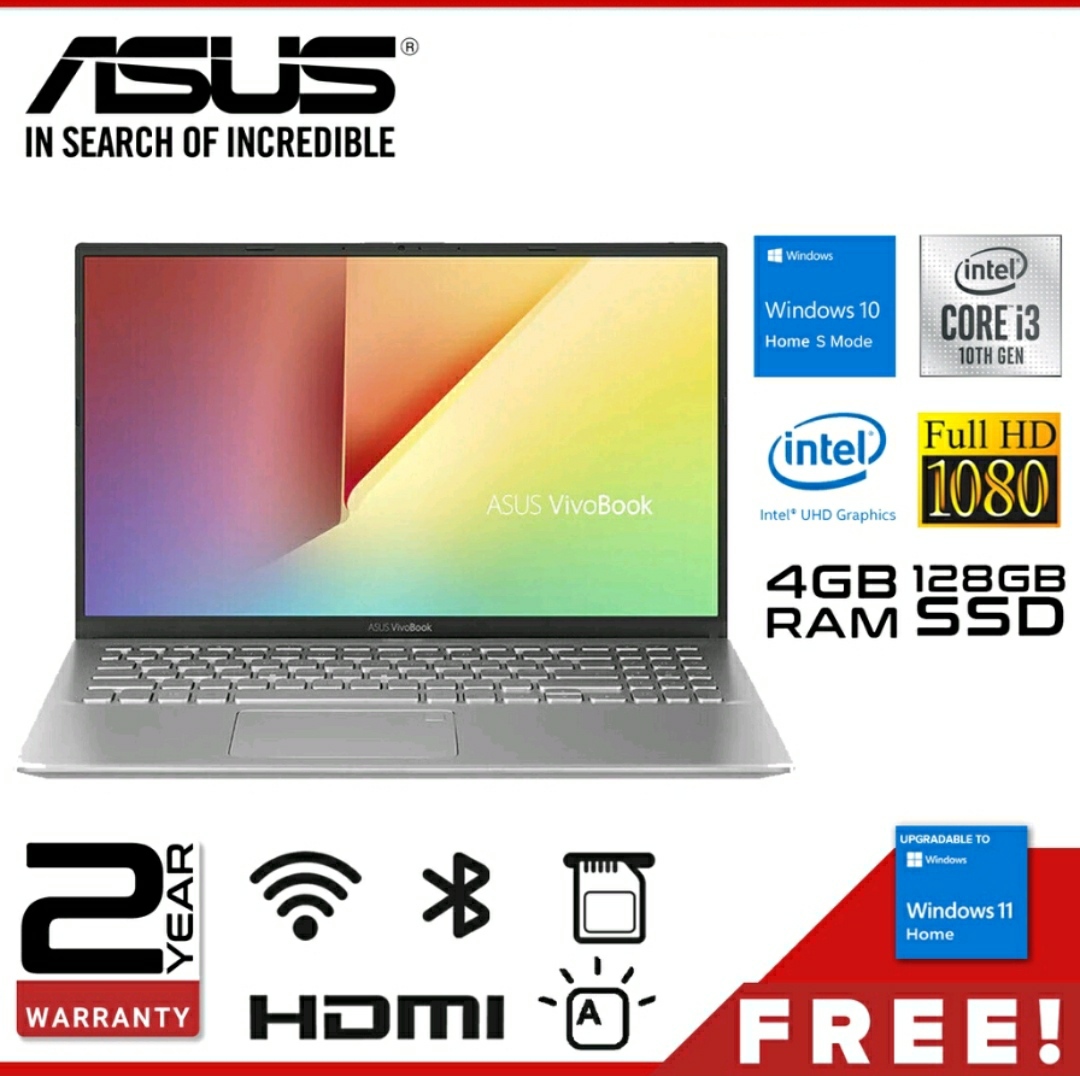 ASUS®
IN SEARCH OF INCREDIBLE
Windows
Windows 10
Home S Mode
intel®
CORE™ i3
10TH GEN
intel®
Intel® UHD Graphics
Full HD
1080
ASUS VivoBook
ASUS VivoBook
4GB
RAM
128GB
SSD
2
YEAR
WARRANTY
HDMI
A
UPGRADABLE TO
Windows
Windows 11
Home
FREE!